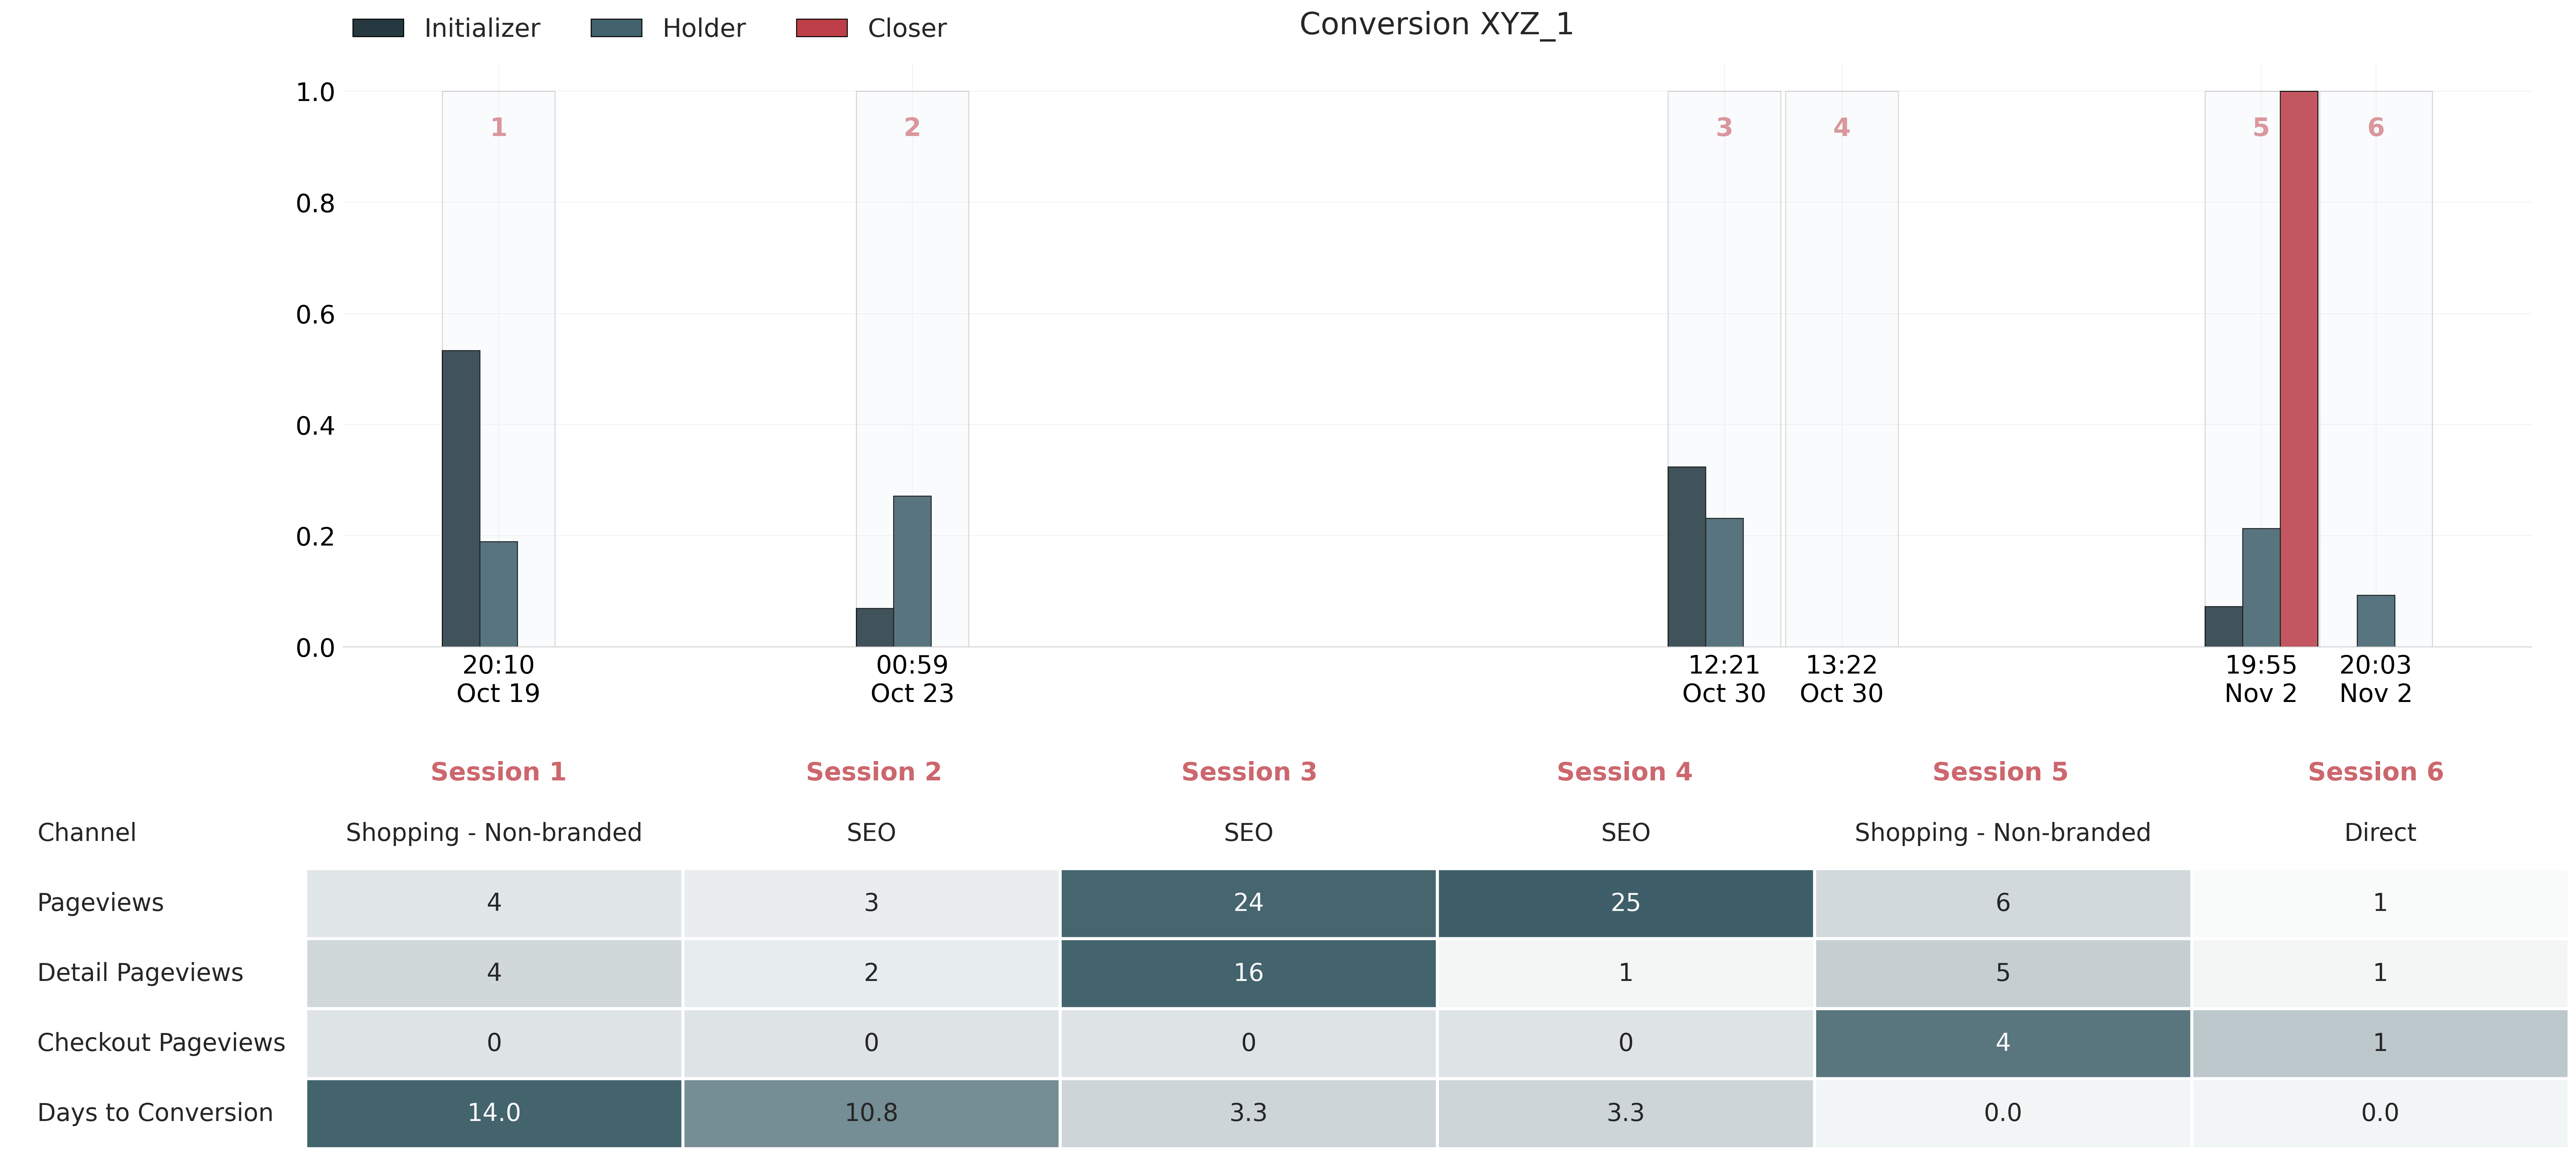 Initializer Holder Closer Conversion XYZ_1
1.0
1 2 3 4 5 6
0.8
0.6
0.4
0.2
0.0
20:10 00:59 12:21 13:22 19:55 20:03
Oct 19 Oct 23 Oct 30 Oct 30 Nov 2 Nov 2
Session 1 Session 2 Session 3 Session 4 Session 5 Session 6
Channel Shopping - Non-branded SEO SEO SEO Shopping - Non-branded Direct
Pageviews 4 3 24 25 6 1
Detail Pageviews 4 2 16 1 5 1
Checkout Pageviews 0 0 0 0 4 1
Days to Conversion 14.0 10.8 3.3 3.3 0.0 0.0